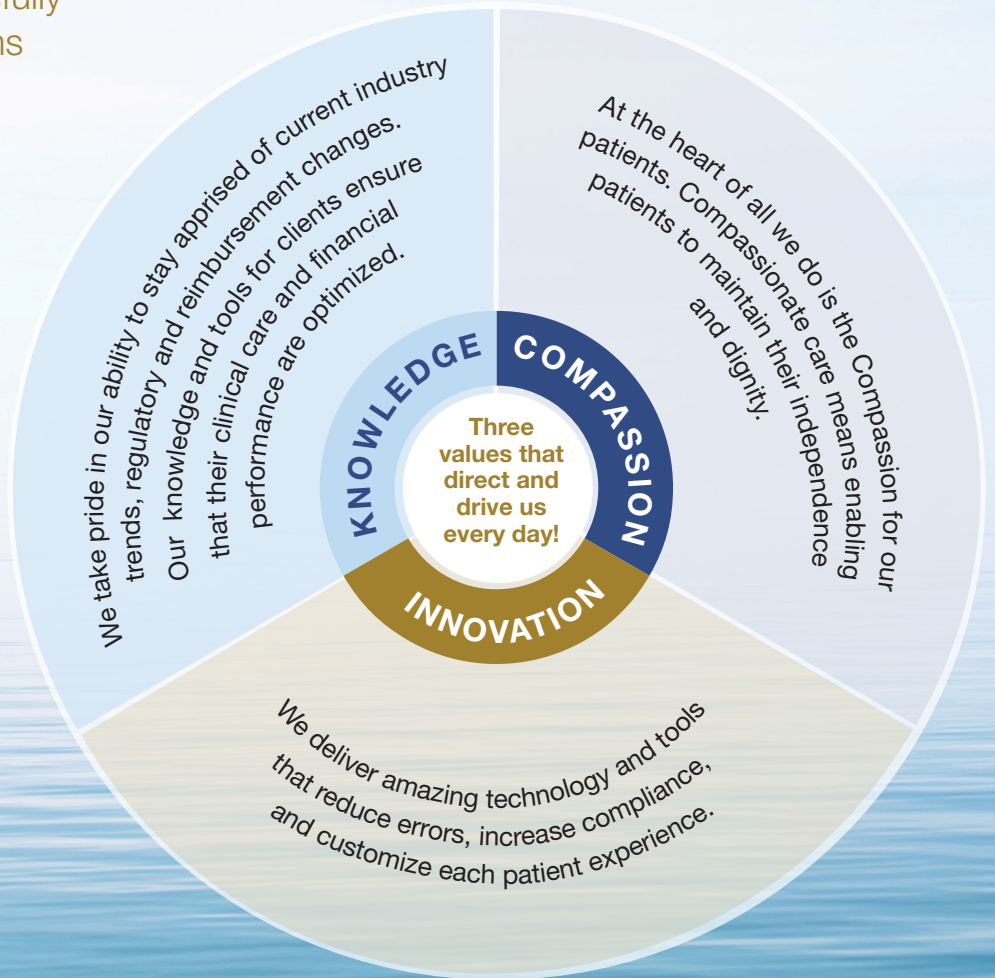 We take pride in our ability to stay apprised of current industry
trends, regulatory and reimbursement changes.
Our knowledge and tools for clients ensure
that their clinical care and financial
performance are optimized.
KNOWLEDGE
At the heart of all we do is the Compassion for our
patients. Compassionate care means enabling
patients to maintain their independence
and dignity.
COMPASSION
Three
values that
direct and
drive us
every day!
INNOVATION
We deliver amazing technology and tools
that reduce errors, increase compliance,
and customize each patient experience.